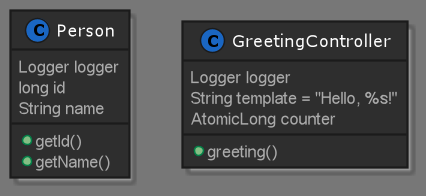 C Person
Logger logger
long id
String name
getId()
getName()
C GreetingController
Logger logger
String template = "Hello, %s!"
AtomicLong counter
greeting()